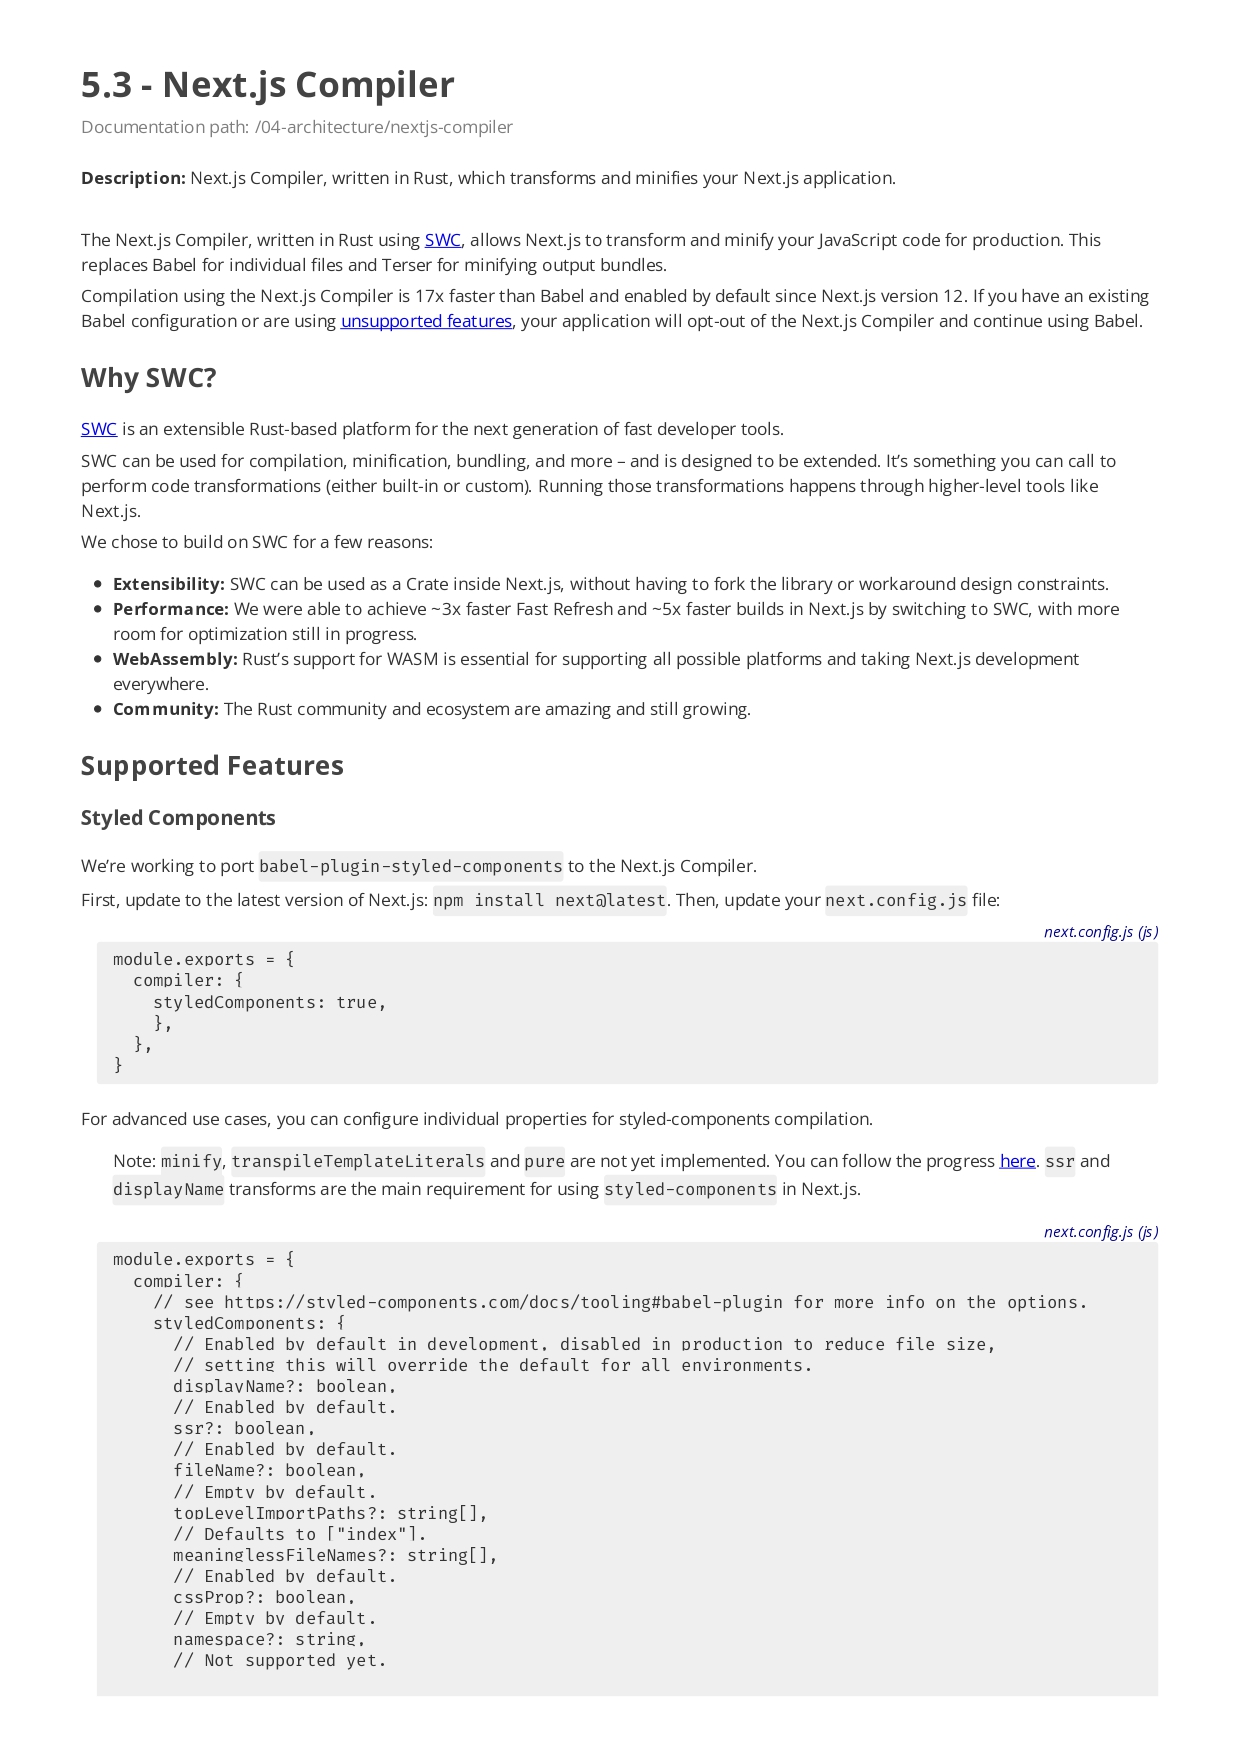 5.3 - Next.js Compiler
Documentation path: /04-architecture/nextjs-compiler
Description: Next.js Compiler, written in Rust, which transforms and minifies your Next.js application.
The Next.js Compiler, written in Rust using SWC, allows Next.js to transform and minify your JavaScript code for production. This
replaces Babel for individual files and Terser for minifying output bundles.
Compilation using the Next.js Compiler is 17x faster than Babel and enabled by default since Next.js version 12. If you have an existing
Babel configuration or are using unsupported features, your application will opt-out of the Next.js Compiler and continue using Babel.
Why SWC?
SWC is an extensible Rust-based platform for the next generation of fast developer tools.
SWC can be used for compilation, minification, bundling, and more – and is designed to be extended. It’s something you can call to
perform code transformations (either built-in or custom). Running those transformations happens through higher-level tools like
Next.js.
We chose to build on SWC for a few reasons:
• Extensibility: SWC can be used as a Crate inside Next.js, without having to fork the library or workaround design constraints.
• Performance: We were able to achieve ~3x faster Fast Refresh and ~5x faster builds in Next.js by switching to SWC, with more
room for optimization still in progress.
• WebAssembly: Rust’s support for WASM is essential for supporting all possible platforms and taking Next.js development
everywhere.
• Community: The Rust community and ecosystem are amazing and still growing.
Supported Features
Styled Components
We’re working to port babel-plugin-styled-components to the Next.js Compiler.
First, update to the latest version of Next.js: npm install next@latest. Then, update your next.config.js file:
next.config.js (js)
module.exports = {
  compiler: {
    styledComponents: true,
    },
  },
}
For advanced use cases, you can configure individual properties for styled-components compilation.
Note: minify, transpileTemplateLiterals and pure are not yet implemented. You can follow the progress here. ssr and
displayName transforms are the main requirement for using styled-components in Next.js.
next.config.js (js)
module.exports = {
  compiler: {
    // see https://styled-components.com/docs/tooling#babel-plugin for more info on the options.
    styledComponents: {
      // Enabled by default in development, disabled in production to reduce file size,
      // setting this will override the default for all environments.
      displayName?: boolean,
      // Enabled by default.
      ssr?: boolean,
      // Enabled by default.
      fileName?: boolean,
      // Empty by default.
      topLevelImportPaths?: string[],
      // Defaults to ["index"].
      meaninglessFileNames?: string[],
      // Enabled by default.
      cssProp?: boolean,
      // Empty by default.
      namespace?: string,
      // Not supported yet.